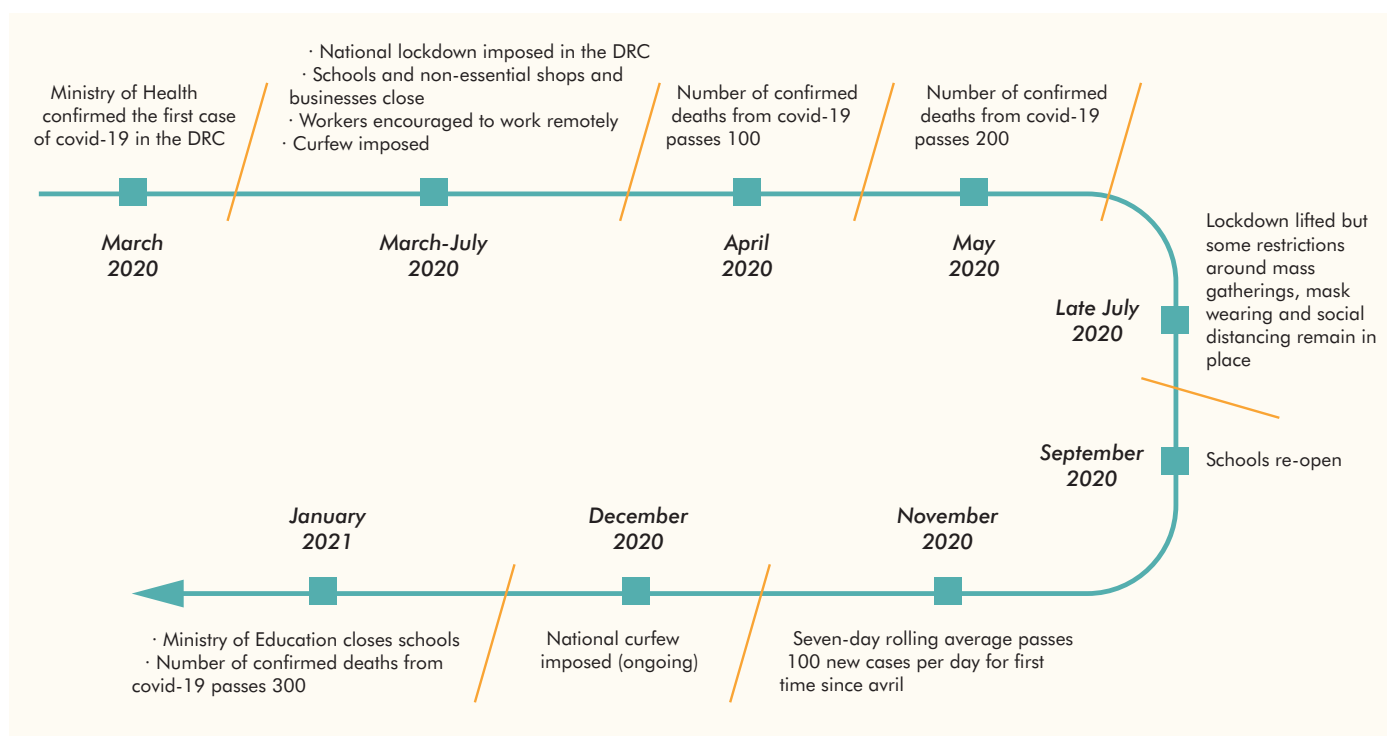 Ministry of Health
confirmed the first case
of covid-19 in the DRC
March
2020
· National lockdown imposed in the DRC
· Schools and non-essential shops and
businesses close
· Workers encouraged to work remotely
· Curfew imposed
March-July
2020
Number of confirmed
deaths from covid-19
passes 100
April
2020
Number of confirmed
deaths from covid-19
passes 200
May
2020
Late July
2020
Lockdown lifted but
some restrictions
around mass
gatherings, mask
wearing and social
distancing remain in
place
September
2020
Schools re-open
November
2020
Seven-day rolling average passes
100 new cases per day for first
time since avril
December
2020
National curfew
imposed (ongoing)
January
2021
· Ministry of Education closes schools
· Number of confirmed deaths from
covid-19 passes 300